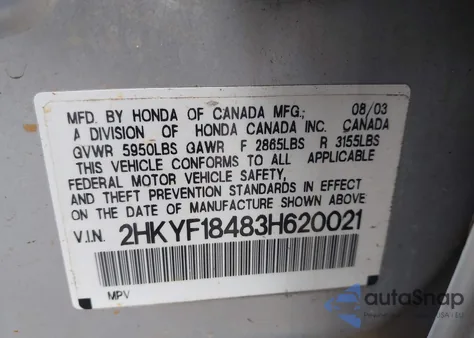 MFD. BY HONDA OF CANADA MFG.; 08/03
A DIVISION OF HONDA CANADA INC. CANADA
GVWR 5950LBS GAWR F 2865LBS R 3155LBS
THIS VEHICLE CONFORMS TO ALL APPLICABLE
FEDERAL MOTOR VEHICLE SAFETY,
AND THEFT PREVENTION STANDARDS IN EFFECT
ON THE DATE OF MANUFACTURE SHOWN ABOVE
V.I.N. 2HKYF18483H620021
MPV
autoSnap